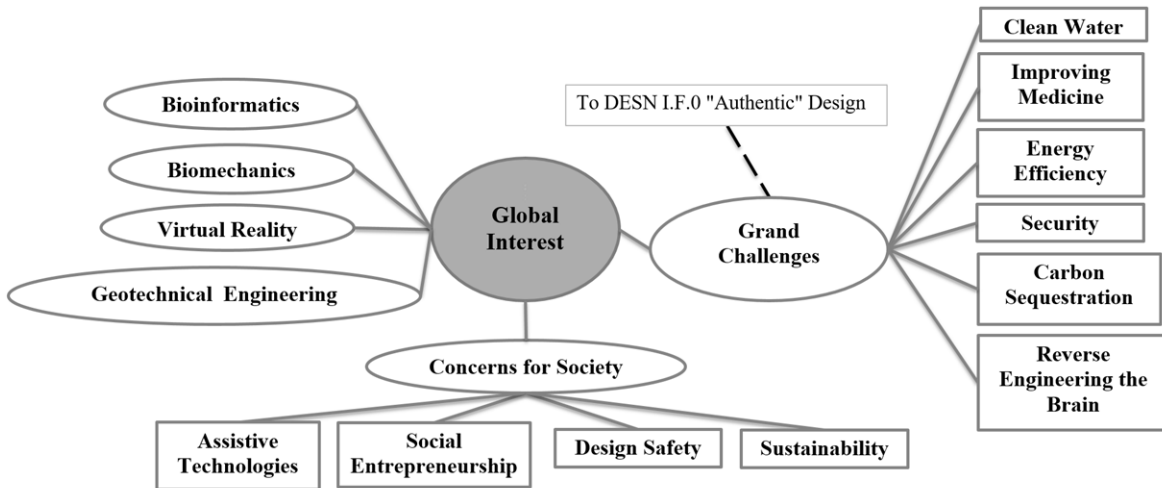 Clean Water
Improving
Medicine
Energy
Efficiency
Security
Carbon
Sequestration
Reverse
Engineering the
Brain
To DESN I.F.0 "Authentic" Design
Grand
Challenges
Global
Interest
Bioinformatics
Biomechanics
Virtual Reality
Geotechnical Engineering
Concerns for Society
Assistive
Technologies
Social
Entrepreneurship
Design Safety
Sustainability